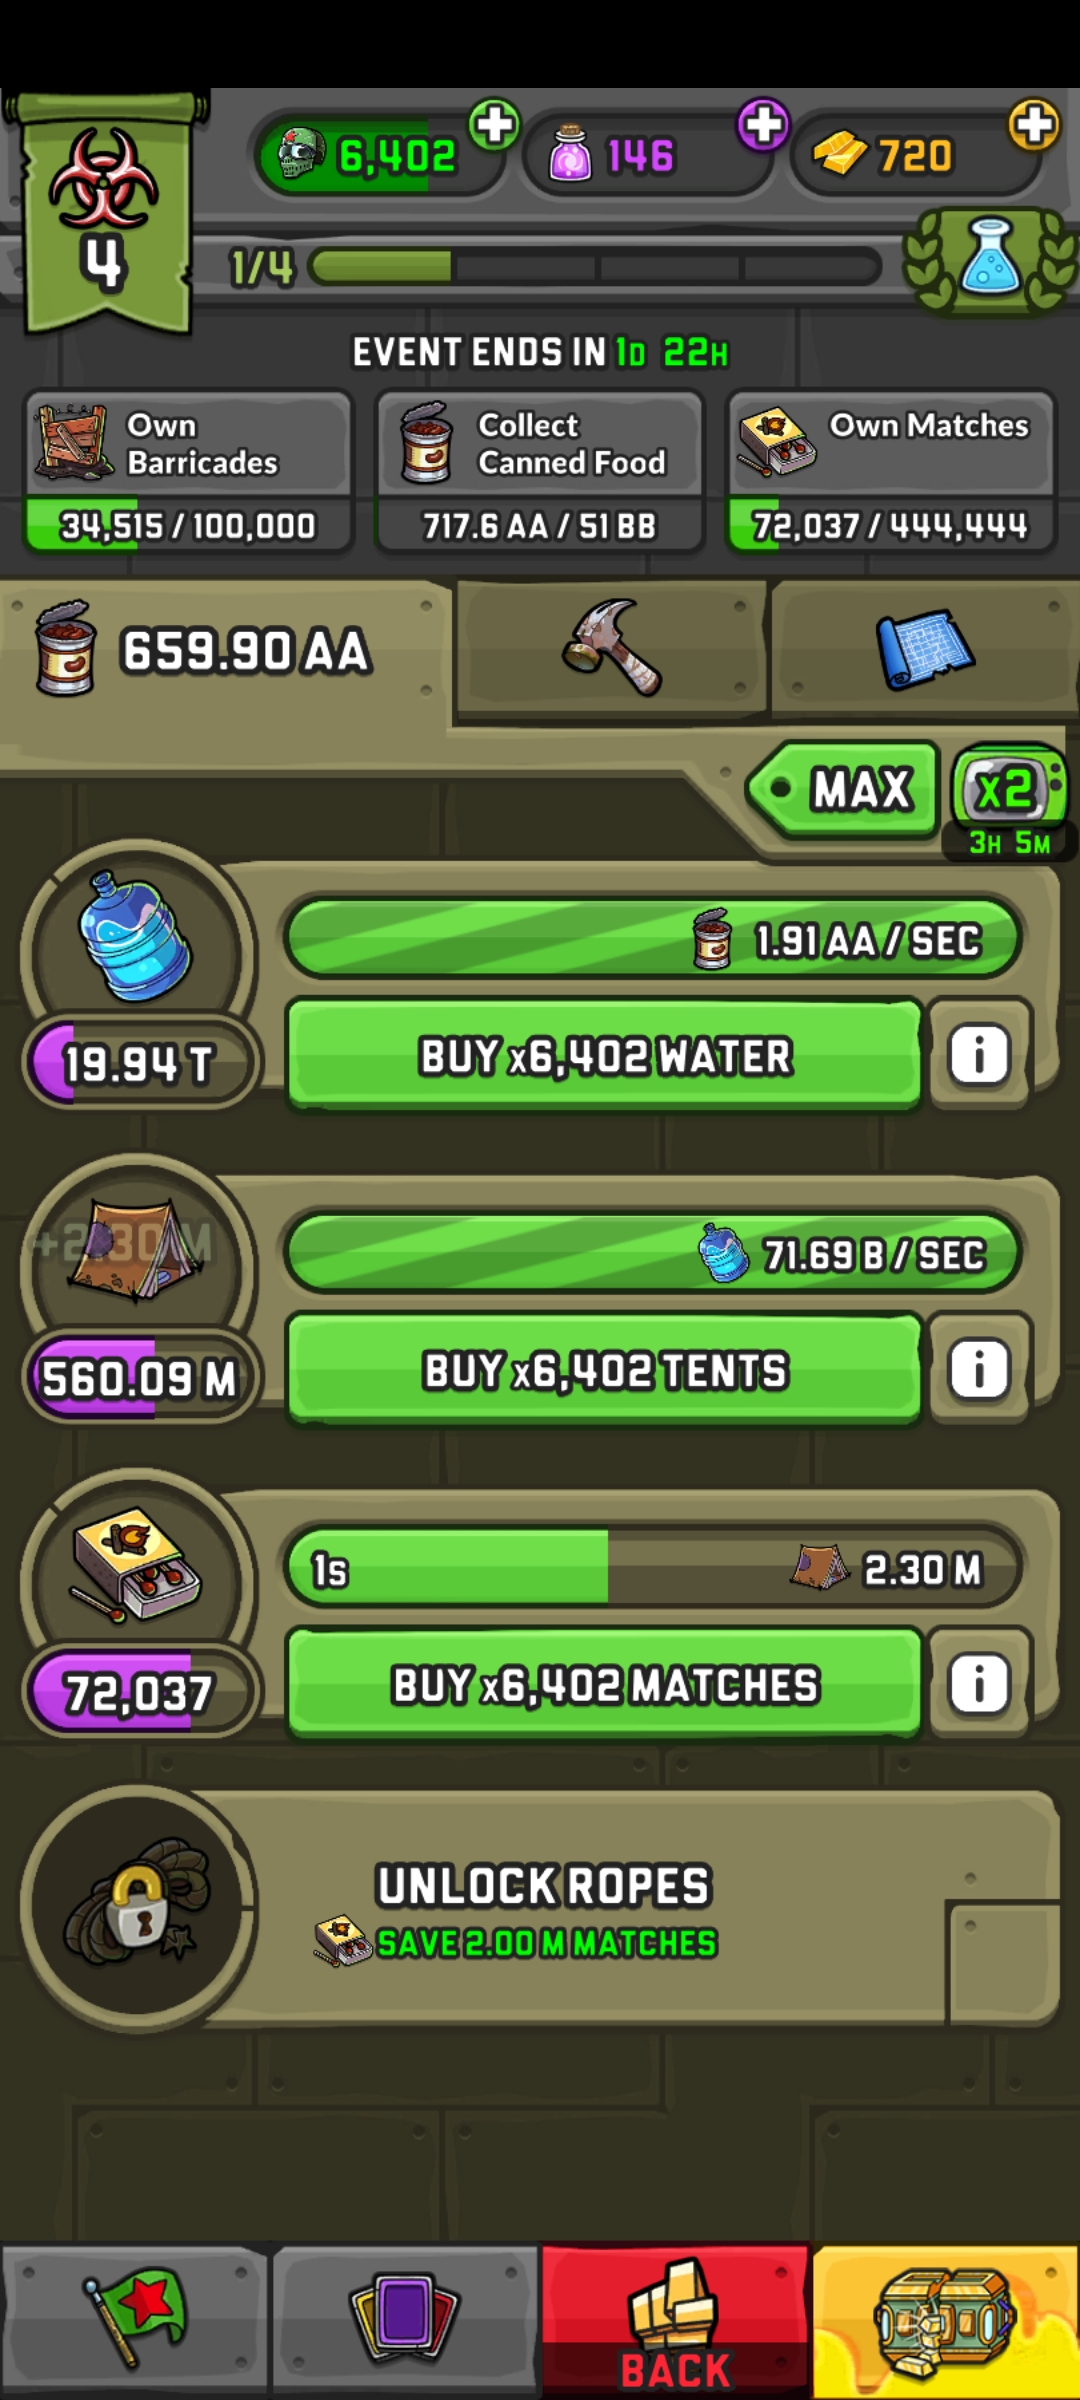 4
6,402
146
720
1/4
EVENT ENDS IN 1D 22H
Own
Barricades
34,515 / 100,000
Collect
Canned Food
717.6 AA / 51 BB
Own Matches
72,037 / 444,444
659.90 AA
MAX
x2
3H 5M
1.91 AA / SEC
19.94 T
BUY x6,402 WATER
i
+2.30 M
71.69 B / SEC
560.09 M
BUY x6,402 TENTS
i
1s
2.30 M
72,037
BUY x6,402 MATCHES
i
UNLOCK ROPES
SAVE 2.00 M MATCHES
BACK